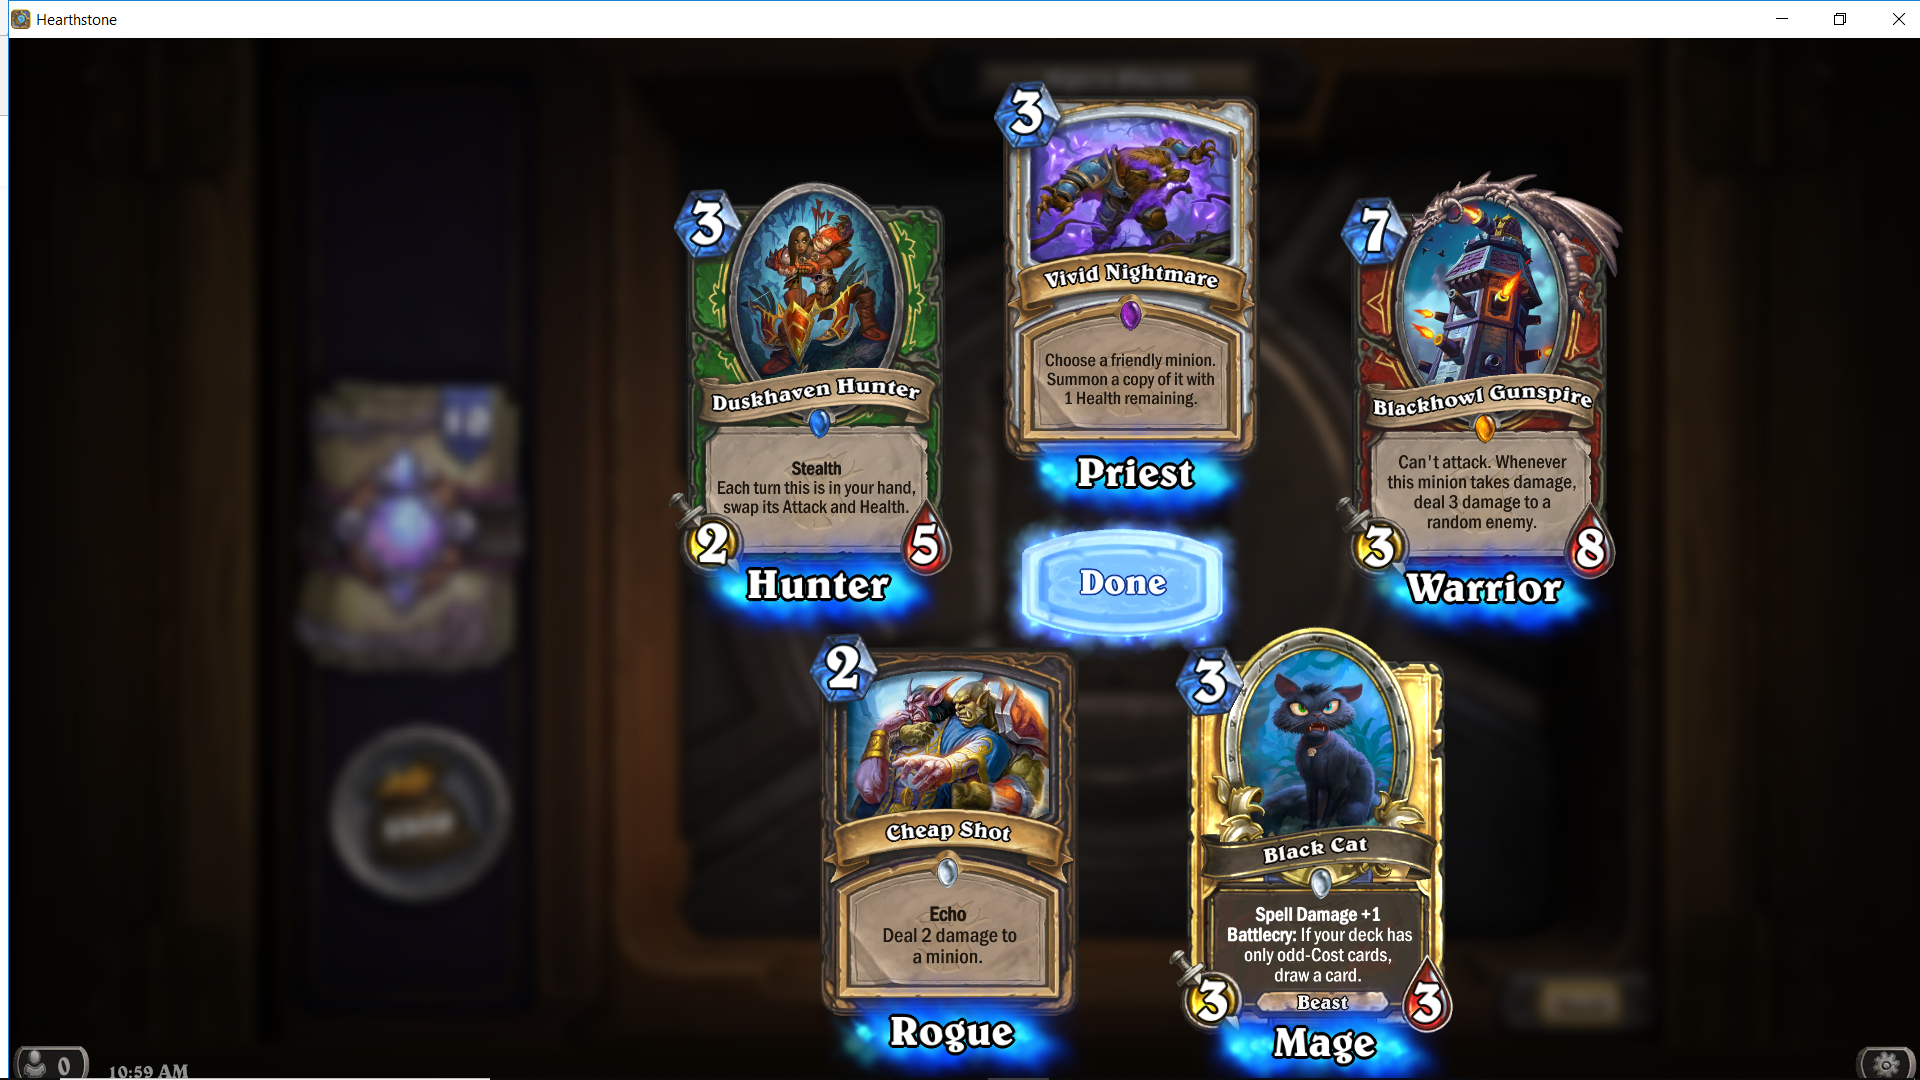 Hearthstone
3
Vivid Nightmare
Choose a friendly minion.
Summon a copy of it with
1 Health remaining.
Priest
3
Duskhaven Hunter
Stealth
Each turn this is in your hand,
swap its Attack and Health.
2
5
Hunter
7
Blackhowl Gunspire
Can't attack. Whenever
this minion takes damage,
deal 3 damage to a
random enemy.
3
8
Warrior
Done
2
Cheap Shot
Echo
Deal 2 damage to
a minion.
Rogue
3
Black Cat
Spell Damage +1
Battlecry: If your deck has
only odd-Cost cards,
draw a card.
3
Beast
3
Mage
0
10:59 AM